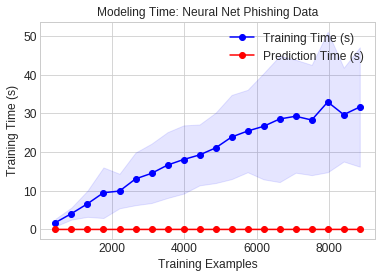 Modeling Time: Neural Net Phishing Data
Training Time (s)
Prediction Time (s)
Training Time (s)
50
40
30
20
10
0
2000 4000 6000 8000
Training Examples